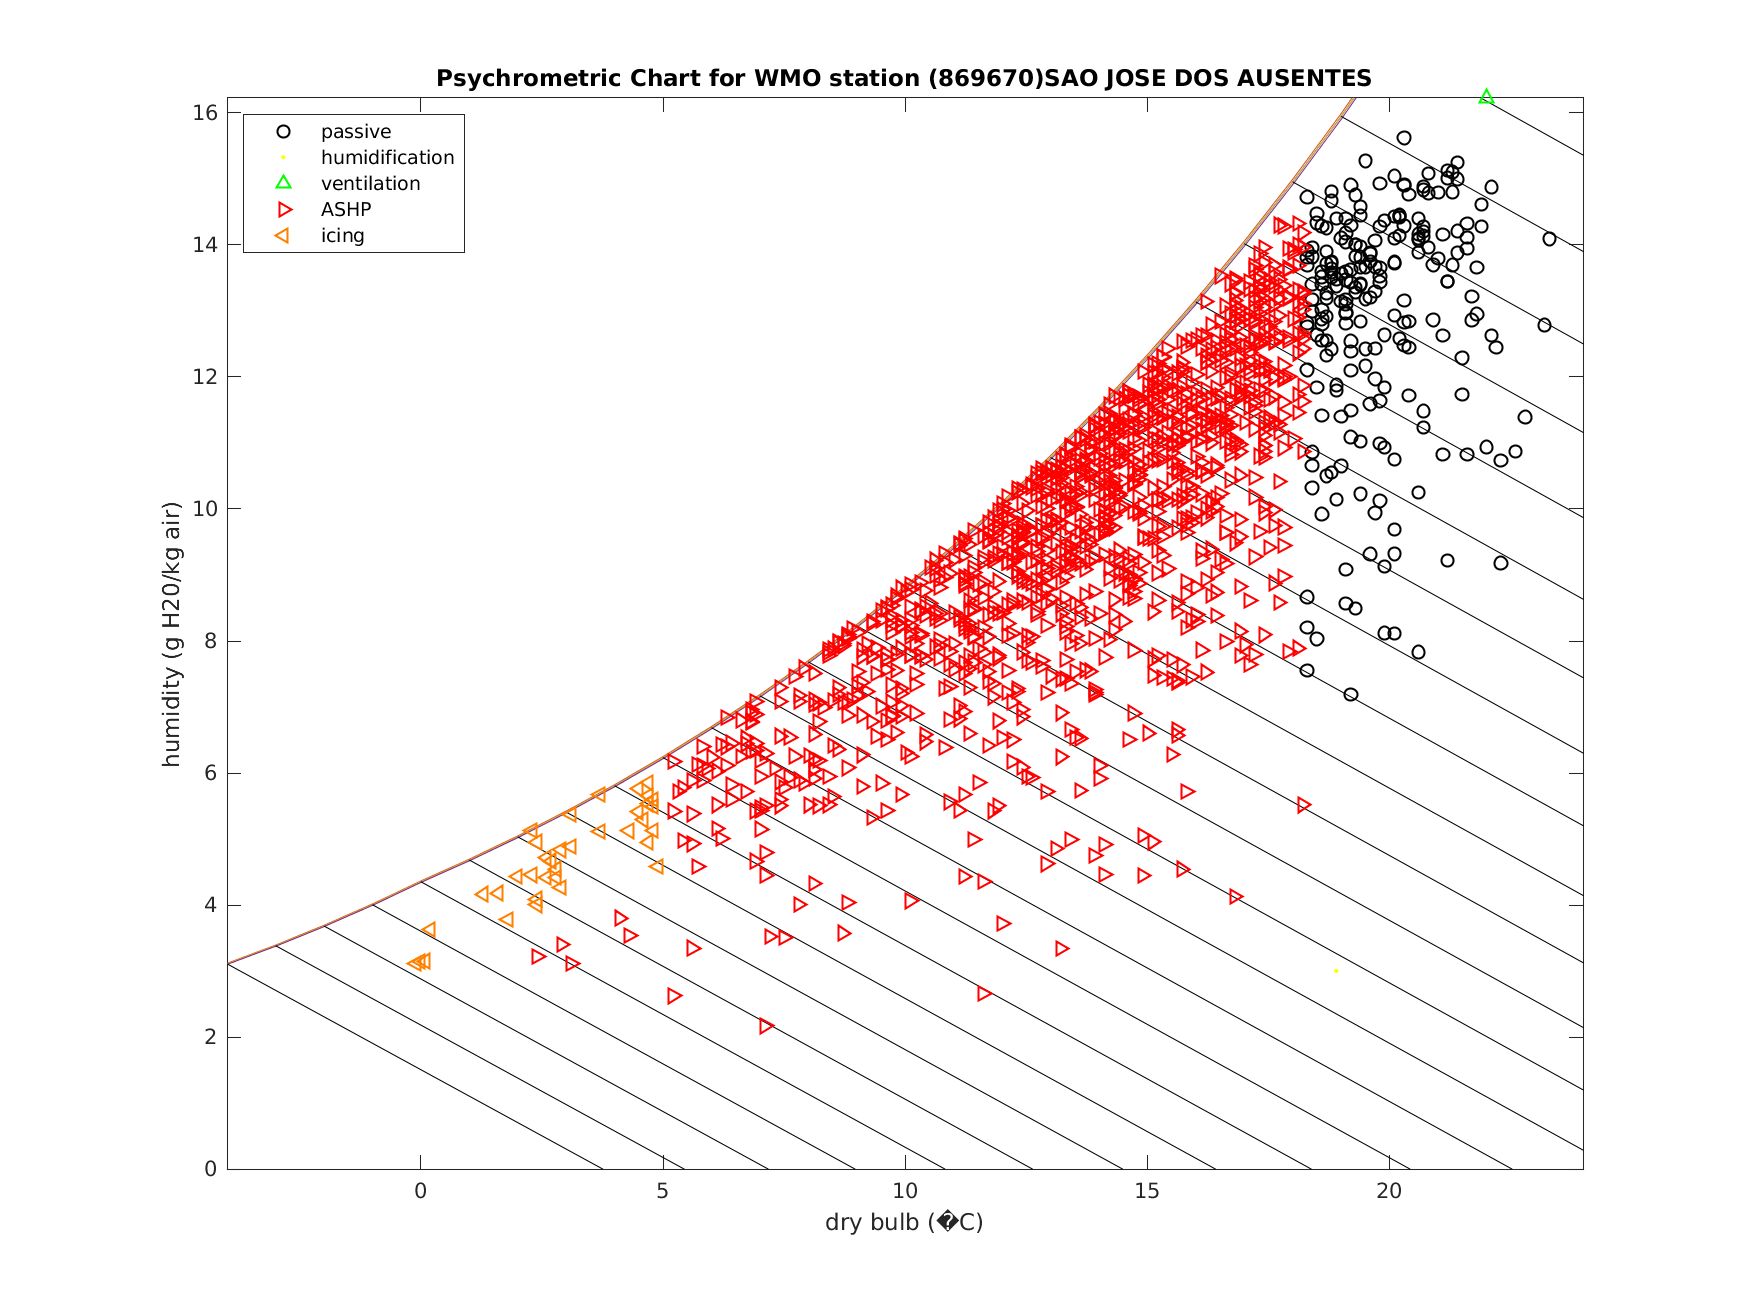 Psychrometric Chart for WMO station (869670)SAO JOSE DOS AUSENTES
passive
humidification
ventilation
ASHP
icing
16
14
12
10
8
6
4
2
0
humidity (g H20/kg air)
0 5 10 15 20
dry bulb (�C)